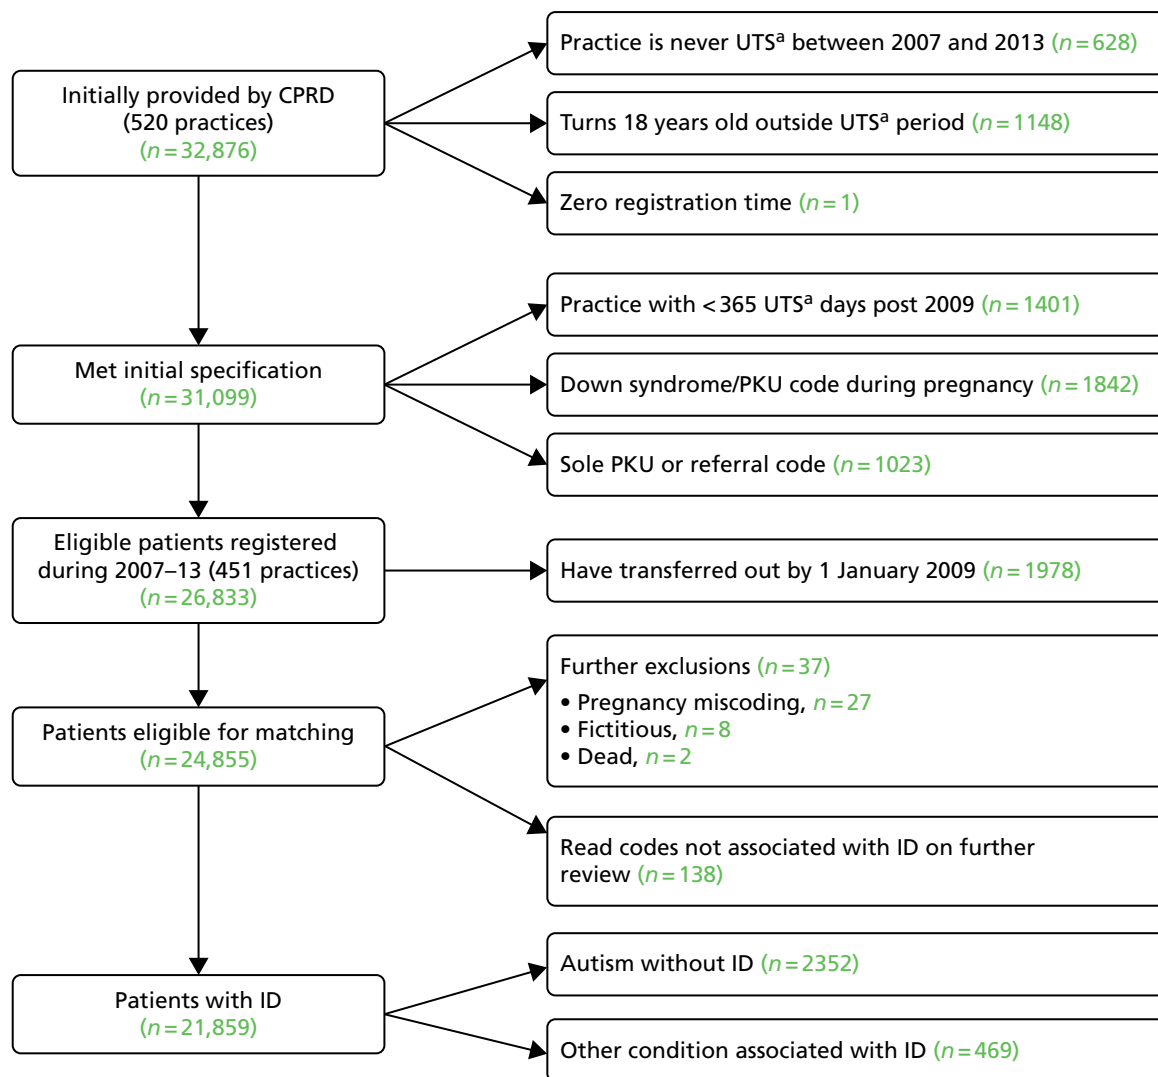 Initially provided by CPRD
(520 practices)
(n=32,876)
Practice is never UTSᵃ between 2007 and 2013 (n=628)
Turns 18 years old outside UTSᵃ period (n=1148)
Zero registration time (n=1)
Met initial specification
(n=31,099)
Practice with <365 UTSᵃ days post 2009 (n=1401)
Down syndrome/PKU code during pregnancy (n=1842)
Sole PKU or referral code (n=1023)
Eligible patients registered
during 2007–13 (451 practices)
(n=26,833)
Have transferred out by 1 January 2009 (n=1978)
Patients eligible for matching
(n=24,855)
Further exclusions (n=37)
• Pregnancy miscoding, n=27
• Fictitious, n=8
• Dead, n=2
Read codes not associated with ID on further
review (n=138)
Patients with ID
(n=21,859)
Autism without ID (n=2352)
Other condition associated with ID (n=469)